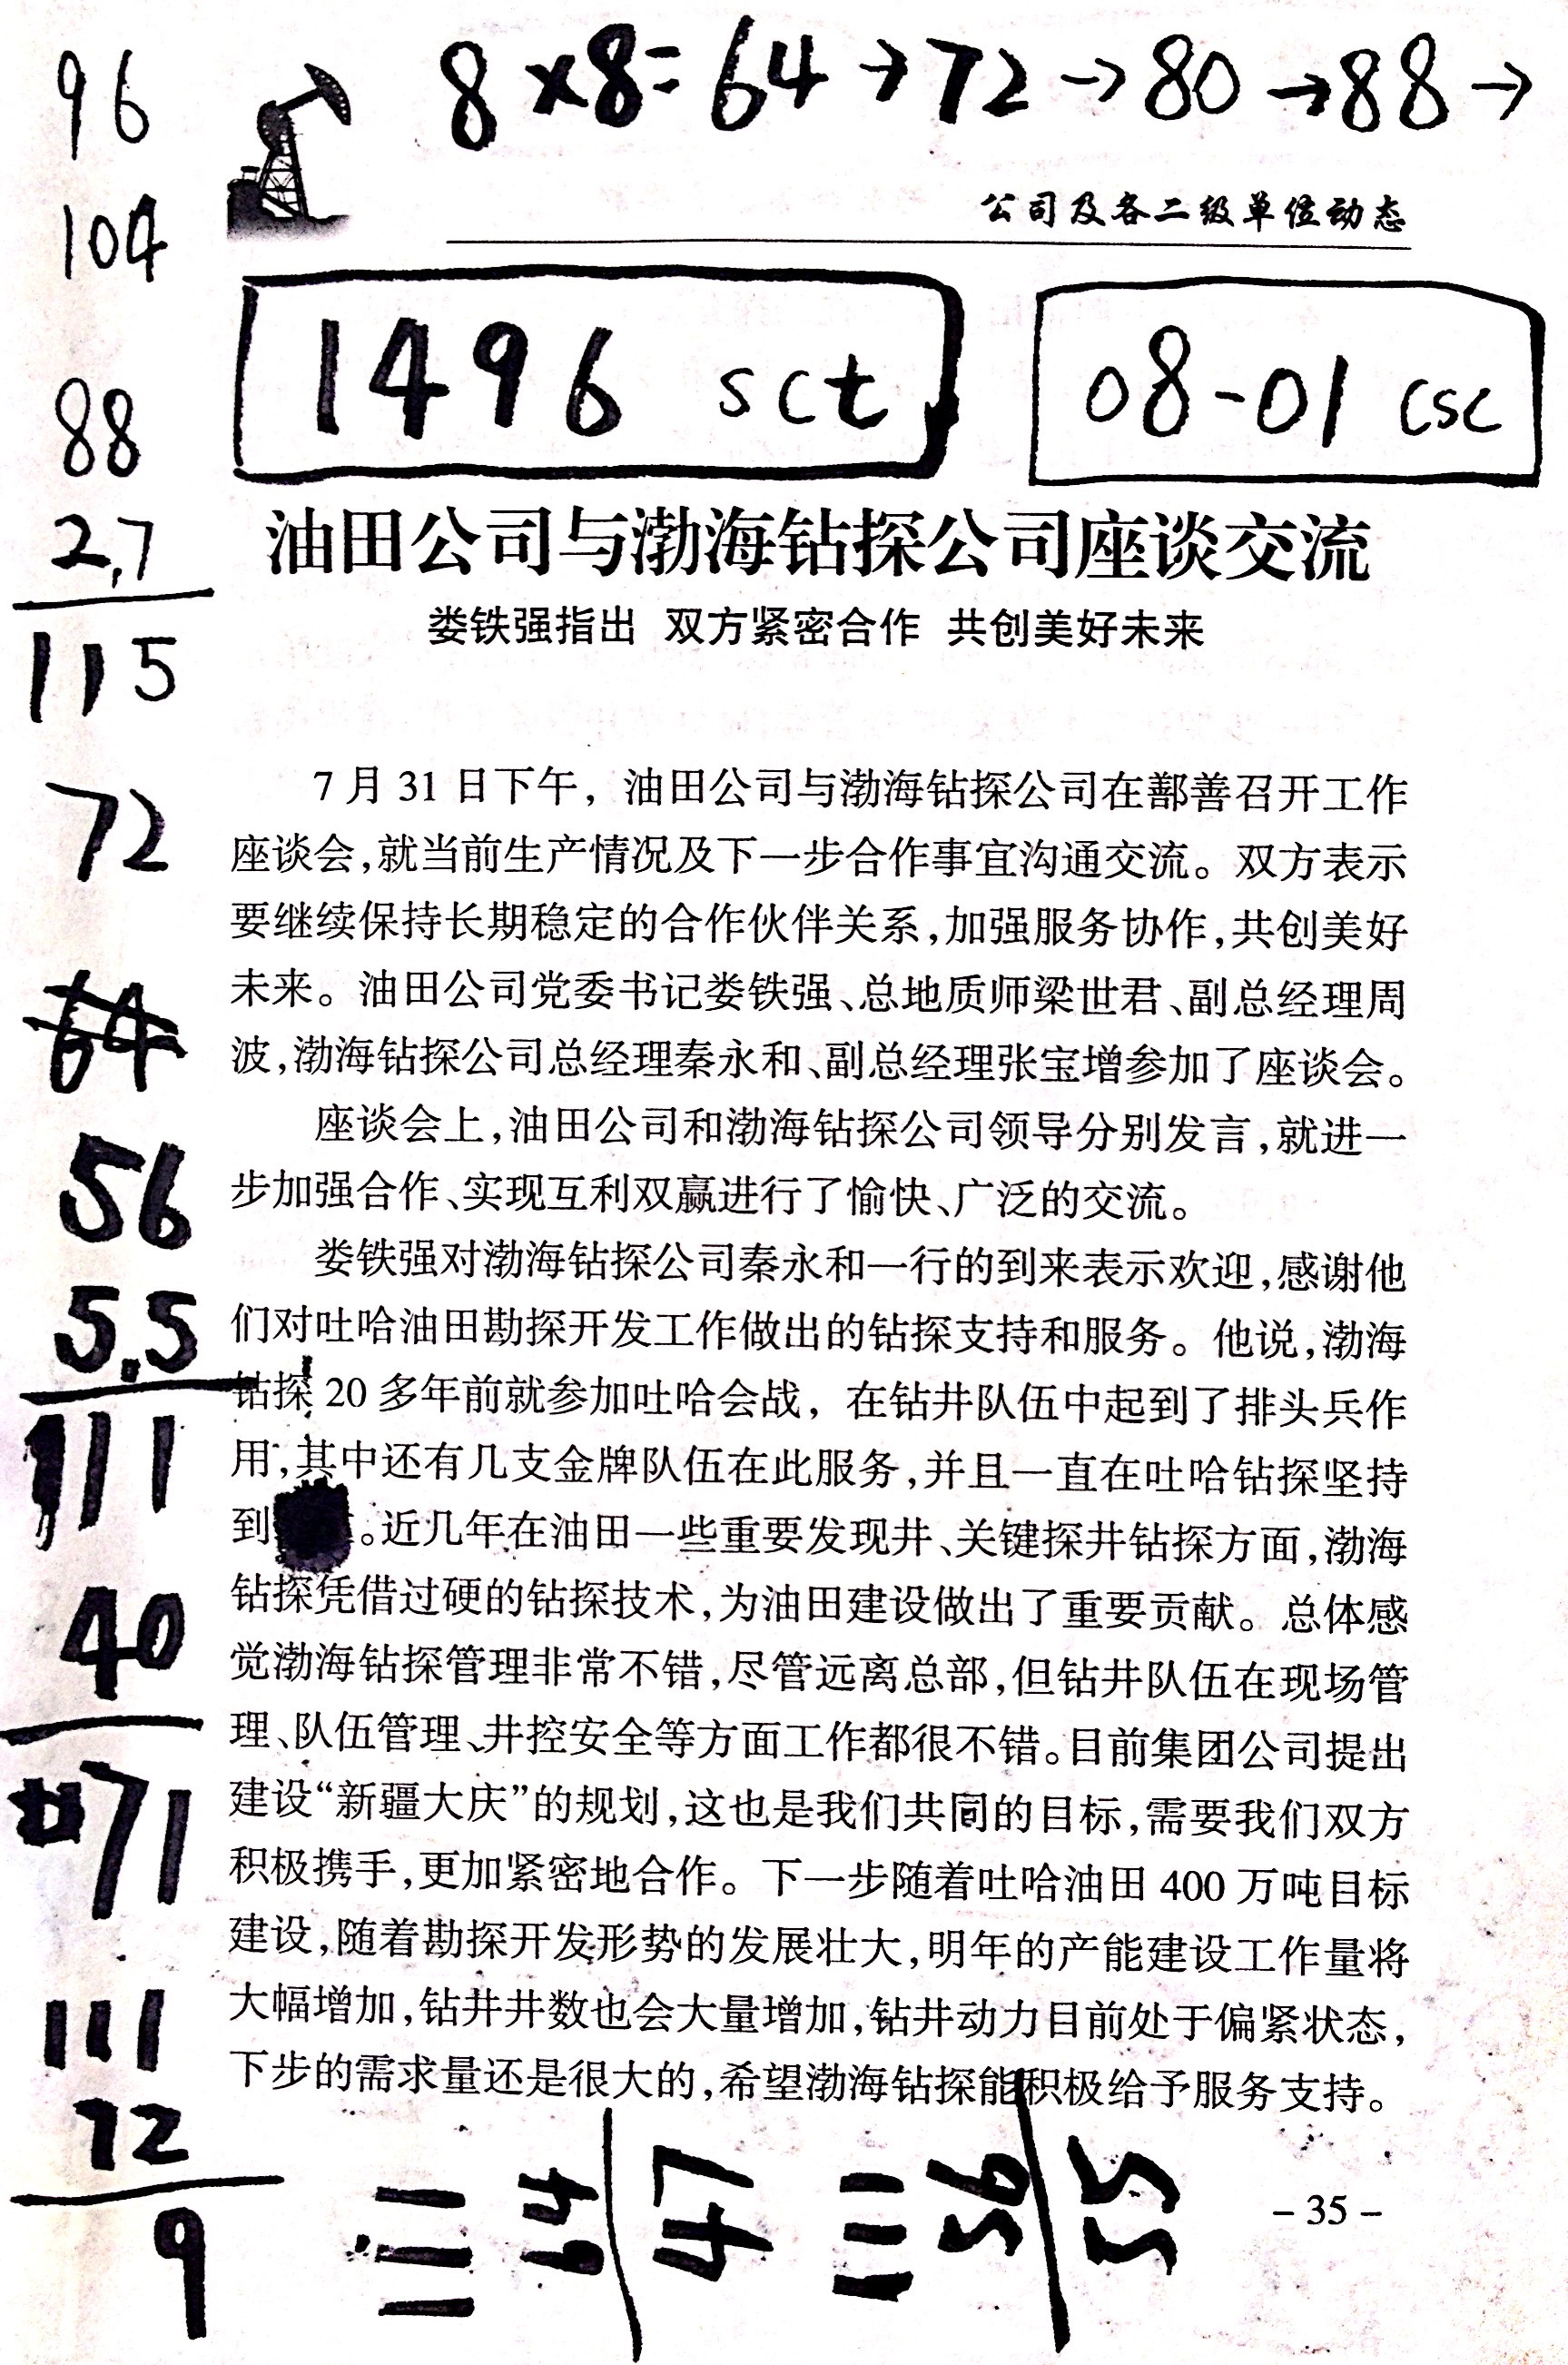 8×8=64→72→80→88→
96
104
88
2,7
115
72
64
56
5,5
111
40
71
111
72
9
公司及各二级单位动态
1496 sct
08-01 csc
油田公司与渤海钻探公司座谈交流
娄铁强指出 双方紧密合作 共创美好未来
7月31日下午，油田公司与渤海钻探公司在鄯善召开工作
座谈会，就当前生产情况及下一步合作事宜沟通交流。双方表示
要继续保持长期稳定的合作伙伴关系，加强服务协作，共创美好
未来。油田公司党委书记娄铁强、总地质师梁世君、副总经理周
波，渤海钻探公司总经理秦永和、副总经理张宝增参加了座谈会。
座谈会上，油田公司和渤海钻探公司领导分别发言，就进一
步加强合作、实现互利双赢进行了愉快、广泛的交流。
娄铁强对渤海钻探公司秦永和一行的到来表示欢迎，感谢他
们对吐哈油田勘探开发工作做出的钻探支持和服务。他说，渤海
钻探20多年前就参加吐哈会战，在钻井队伍中起到了排头兵作
用，其中还有几支金牌队伍在此服务，并且一直在吐哈钻探坚持
到。近几年在油田一些重要发现井、关键探井钻探方面，渤海
钻探凭借过硬的钻探技术，为油田建设做出了重要贡献。总体感
觉渤海钻探管理非常不错，尽管远离总部，但钻井队伍在现场管
理、队伍管理、井控安全等方面工作都很不错。目前集团公司提出
建设“新疆大庆”的规划，这也是我们共同的目标，需要我们双方
积极携手，更加紧密地合作。下一步随着吐哈油田400万吨目标
建设，随着勘探开发形势的发展壮大，明年的产能建设工作量将
大幅增加，钻井井数也会大量增加，钻井动力目前处于偏紧状态，
下步的需求量还是很大的，希望渤海钻探能积极给予服务支持。
111
56
55
-35-